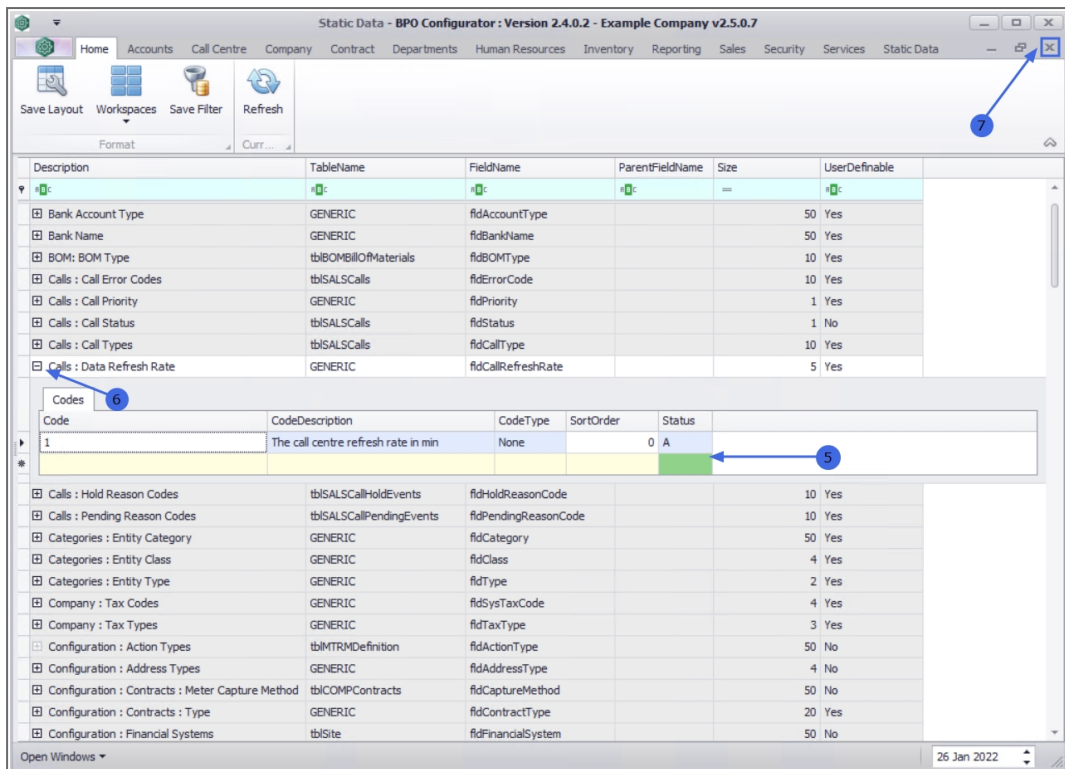 Static Data - BPO Configurator : Version 2.4.0.2 - Example Company v2.5.0.7
Home Accounts Call Centre Company Contract Departments Human Resources Inventory Reporting Sales Security Services Static Data
7
Save Layout Workspaces Save Filter Refresh
Format Curr...
Description TableName FieldName ParentFieldName Size UserDefinable
ABC ABC ABC ABC = ABC
Bank Account Type GENERIC fldAccountType 50 Yes
Bank Name GENERIC fldBankName 50 Yes
BOM: BOM Type tblBOMBillOfMaterials fldBOMType 10 Yes
Calls : Call Error Codes tblSALSCalls fldErrorCode 10 Yes
Calls : Call Priority GENERIC fldPriority 1 Yes
Calls : Call Status tblSALSCalls fldStatus 1 No
Calls : Call Types tblSALSCalls fldCallType 10 Yes
Calls : Data Refresh Rate GENERIC fldCallRefreshRate 5 Yes
Codes 6
Code CodeDescription CodeType SortOrder Status
1 The call centre refresh rate in min None 0 A
5
Calls : Hold Reason Codes tblSALSCallHoldEvents fldHoldReasonCode 10 Yes
Calls : Pending Reason Codes tblSALSCallPendingEvents fldPendingReasonCode 10 Yes
Categories : Entity Category GENERIC fldCategory 50 Yes
Categories : Entity Class GENERIC fldClass 4 Yes
Categories : Entity Type GENERIC fldType 2 Yes
Company : Tax Codes GENERIC fldSysTaxCode 4 Yes
Company : Tax Types GENERIC fldTaxType 3 Yes
Configuration : Action Types tblMTRMDefinition fldActionType 50 No
Configuration : Address Types GENERIC fldAddressType 4 No
Configuration : Contracts : Meter Capture Method tblCOMPContracts fldCaptureMethod 50 No
Configuration : Contracts : Type GENERIC fldContractType 20 Yes
Configuration : Financial Systems tblSite fldFinancialSystem 50 No
Open Windows 26 Jan 2022